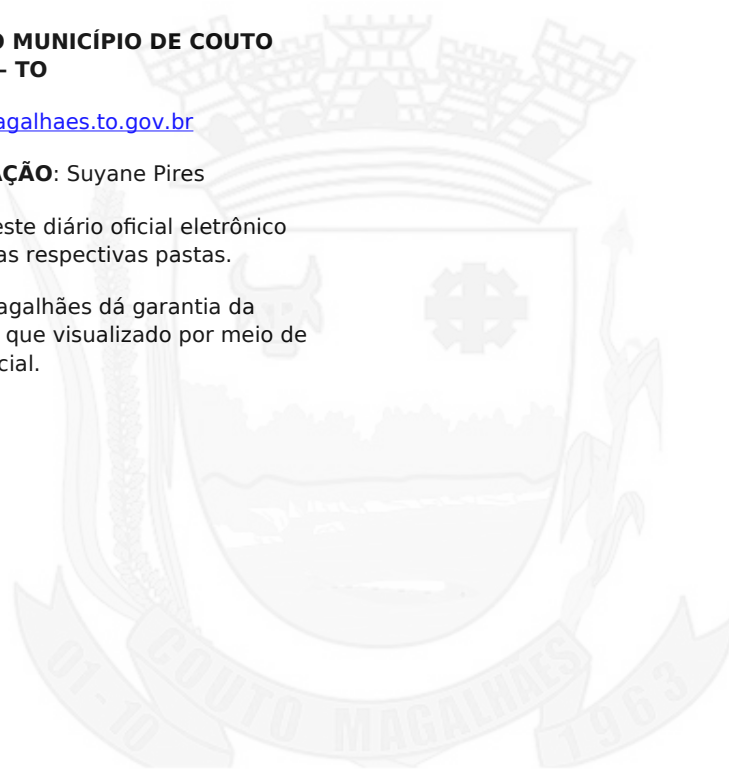 O MUNICÍPIO DE COUTO
– TO
agalhaes.to.gov.br
AÇÃO: Suyane Pires
este diário oficial eletrônico
as respectivas pastas.
agalhães dá garantia da
que visualizado por meio de
cial.
01-10 COUTO MAGALHÃES 1963